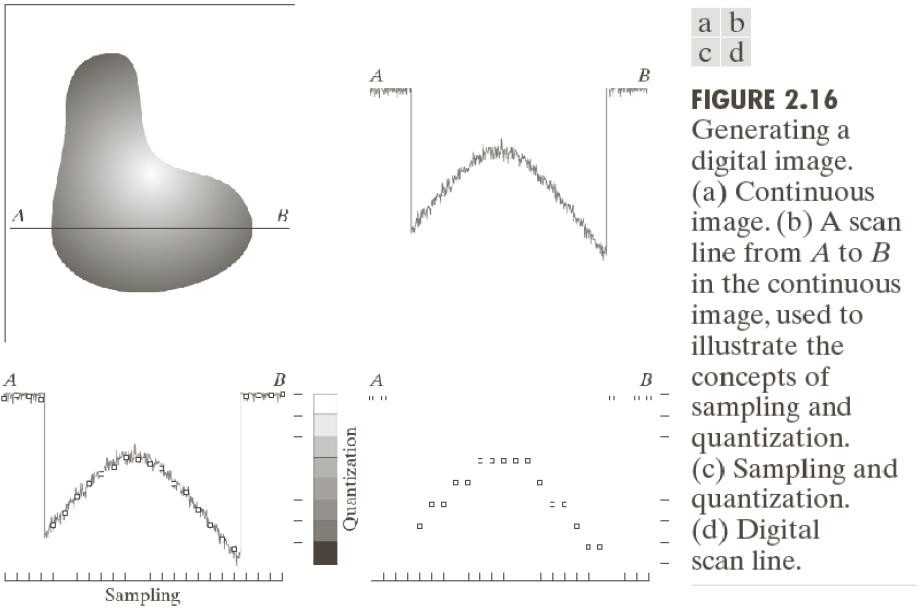 A B
A B
A B
Quantization
Sampling
A B
a b
c d
FIGURE 2.16
Generating a
digital image.
(a) Continuous
image. (b) A scan
line from A to B
in the continuous
image, used to
illustrate the
concepts of
sampling and
quantization.
(c) Sampling and
quantization.
(d) Digital
scan line.